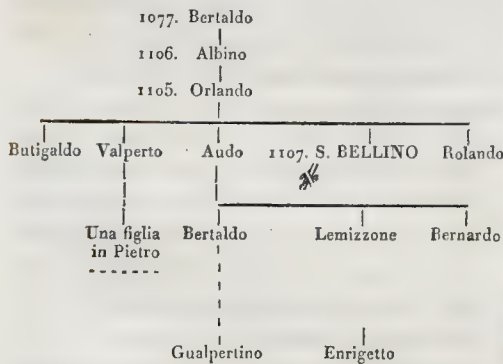 1077. Bertaldo
1106. Albino
1105. Orlando
Butigaldo Valperto Audo 1107. S. BELLINO Rolando
Una figlia Bertaldo Lemizzone Bernardo
in Pietro
Gualpertino Enrigetto